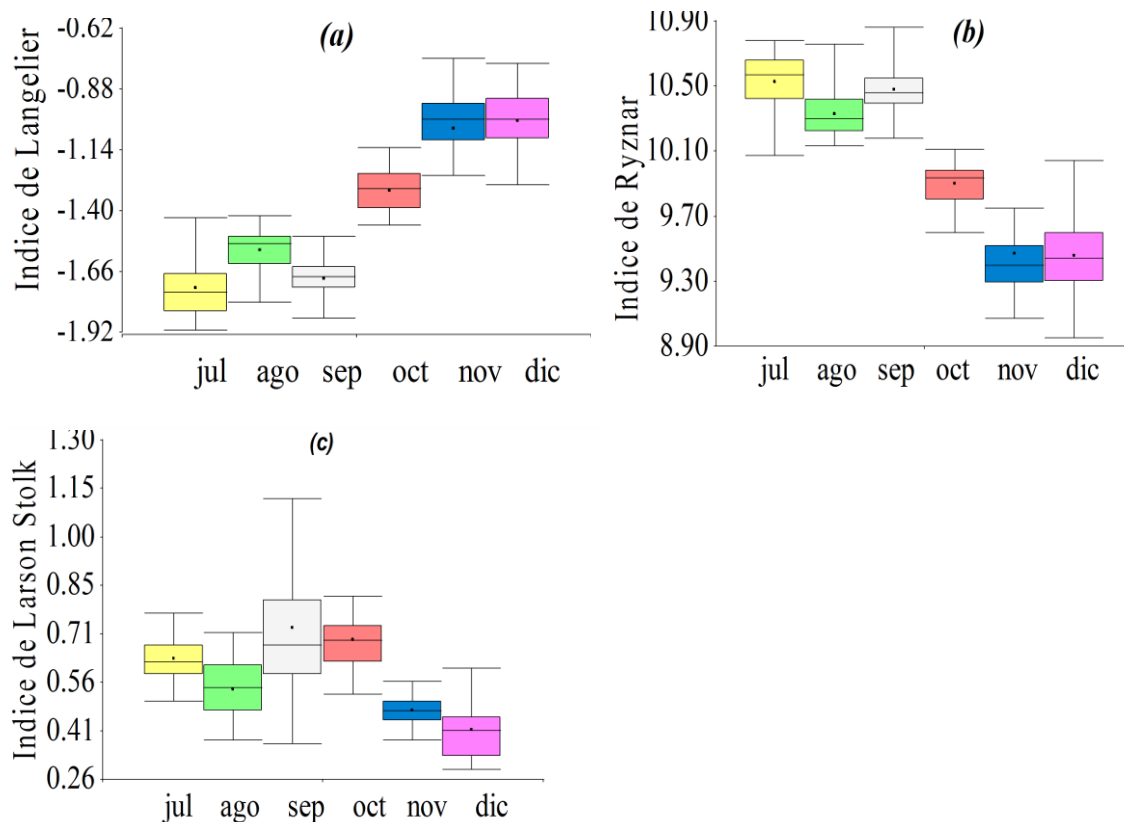 (a)
Indice de Langelier
-0.62
-0.88
-1.14
-1.40
-1.66
-1.92
jul ago sep oct nov dic
(b)
Indice de Ryznar
10.90
10.50
10.10
9.70
9.30
8.90
jul ago sep oct nov dic
(c)
Indice de Larson Stolk
1.30
1.15
1.00
0.85
0.71
0.56
0.41
0.26
jul ago sep oct nov dic